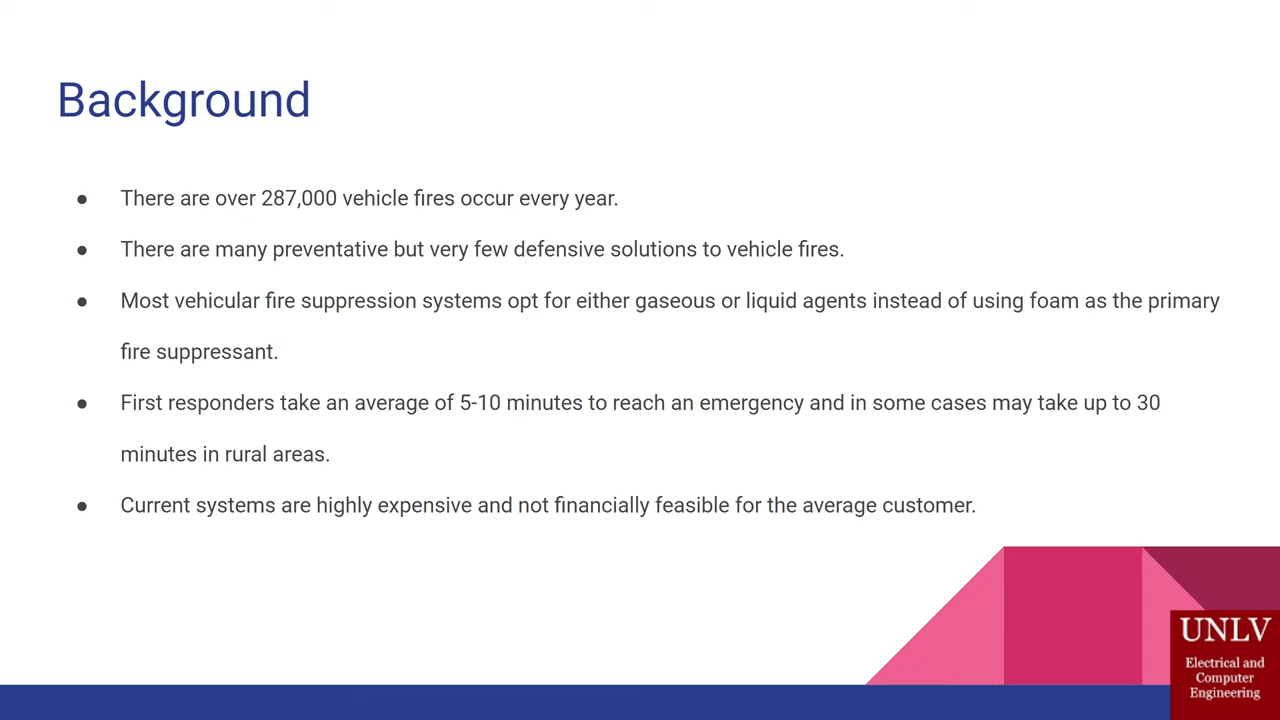 Background
● There are over 287,000 vehicle fires occur every year.
● There are many preventative but very few defensive solutions to vehicle fires.
● Most vehicular fire suppression systems opt for either gaseous or liquid agents instead of using foam as the primary
fire suppressant.
● First responders take an average of 5-10 minutes to reach an emergency and in some cases may take up to 30
minutes in rural areas.
● Current systems are highly expensive and not financially feasible for the average customer.
UNLV
Electrical and
Computer
Engineering